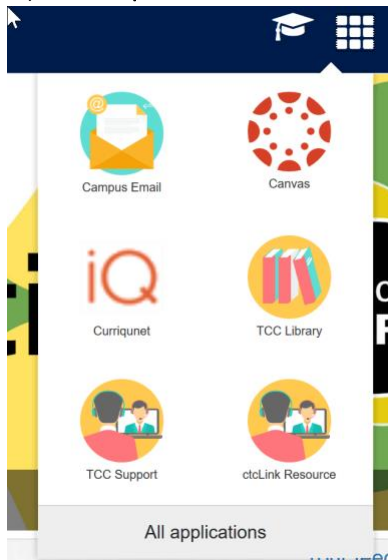 @
Campus Email
Canvas
iQ
Curriqunet
TCC Library
TCC Support
ctcLink Resource
All applications